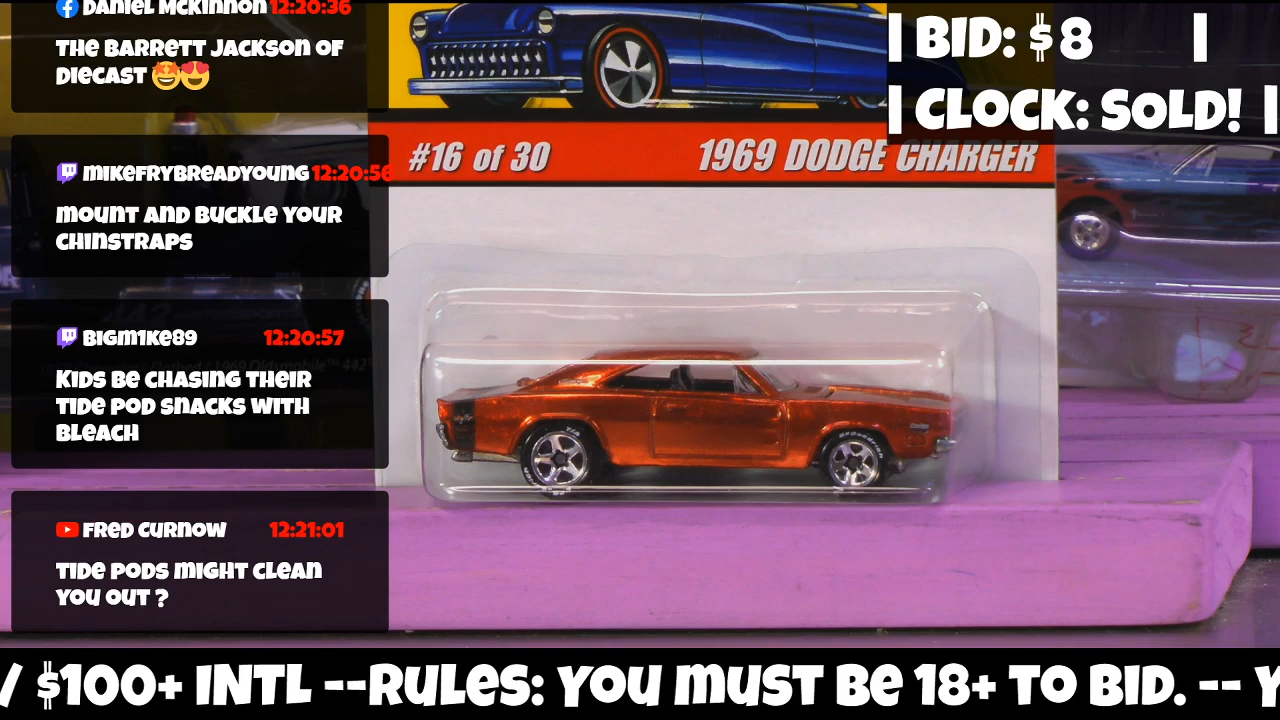 Daniel McKinnon 12:20:36
The Barrett Jackson of
diecast 🤩😍
mikefrybreadyoung 12:20:56
mount and buckle your
chinstraps
BigM1ke89 12:20:57
Kids be chasing their
tide pod snacks with
bleach
Fred Curnow 12:21:01
Tide pods might clean
you out ?
| BID: $8 |
| CLOCK: SOLD! |
#16 of 30
1969 DODGE CHARGER
Dodge
/ $100+ INTL --Rules: You must be 18+ to bid. -- Y